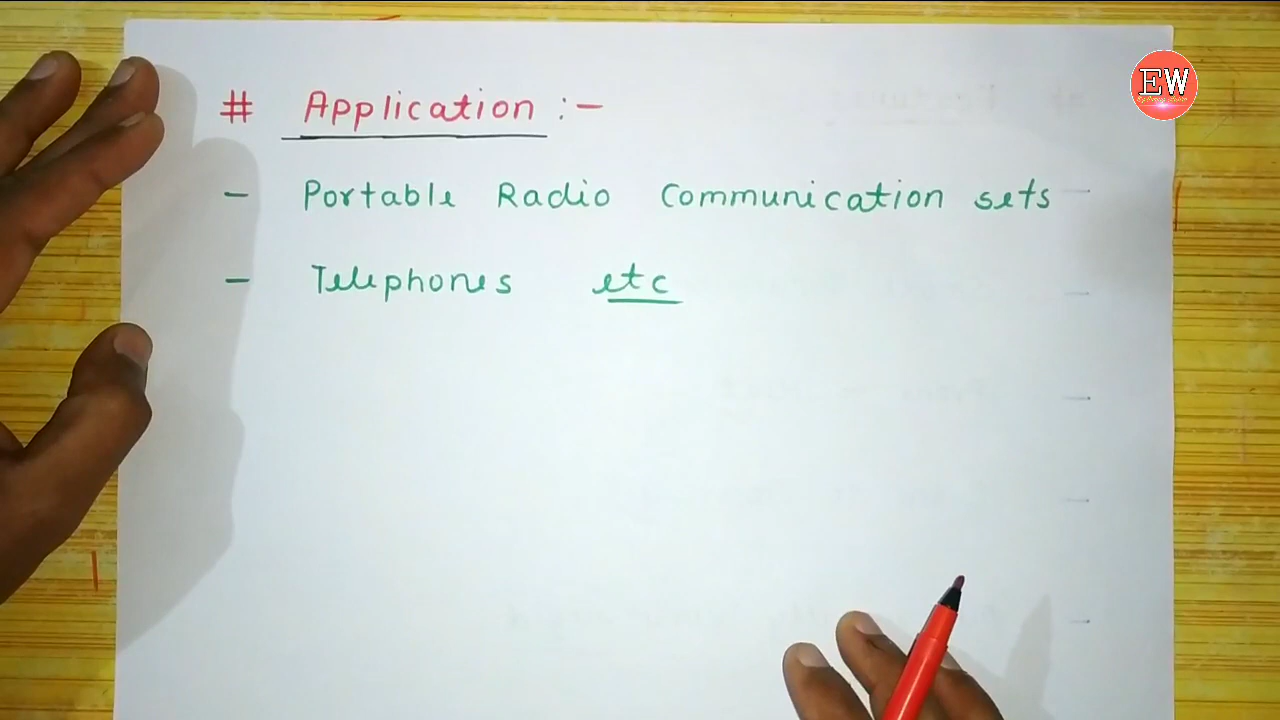 # Application :-
EW
- Portable Radio Communication sets
- Telephones etc